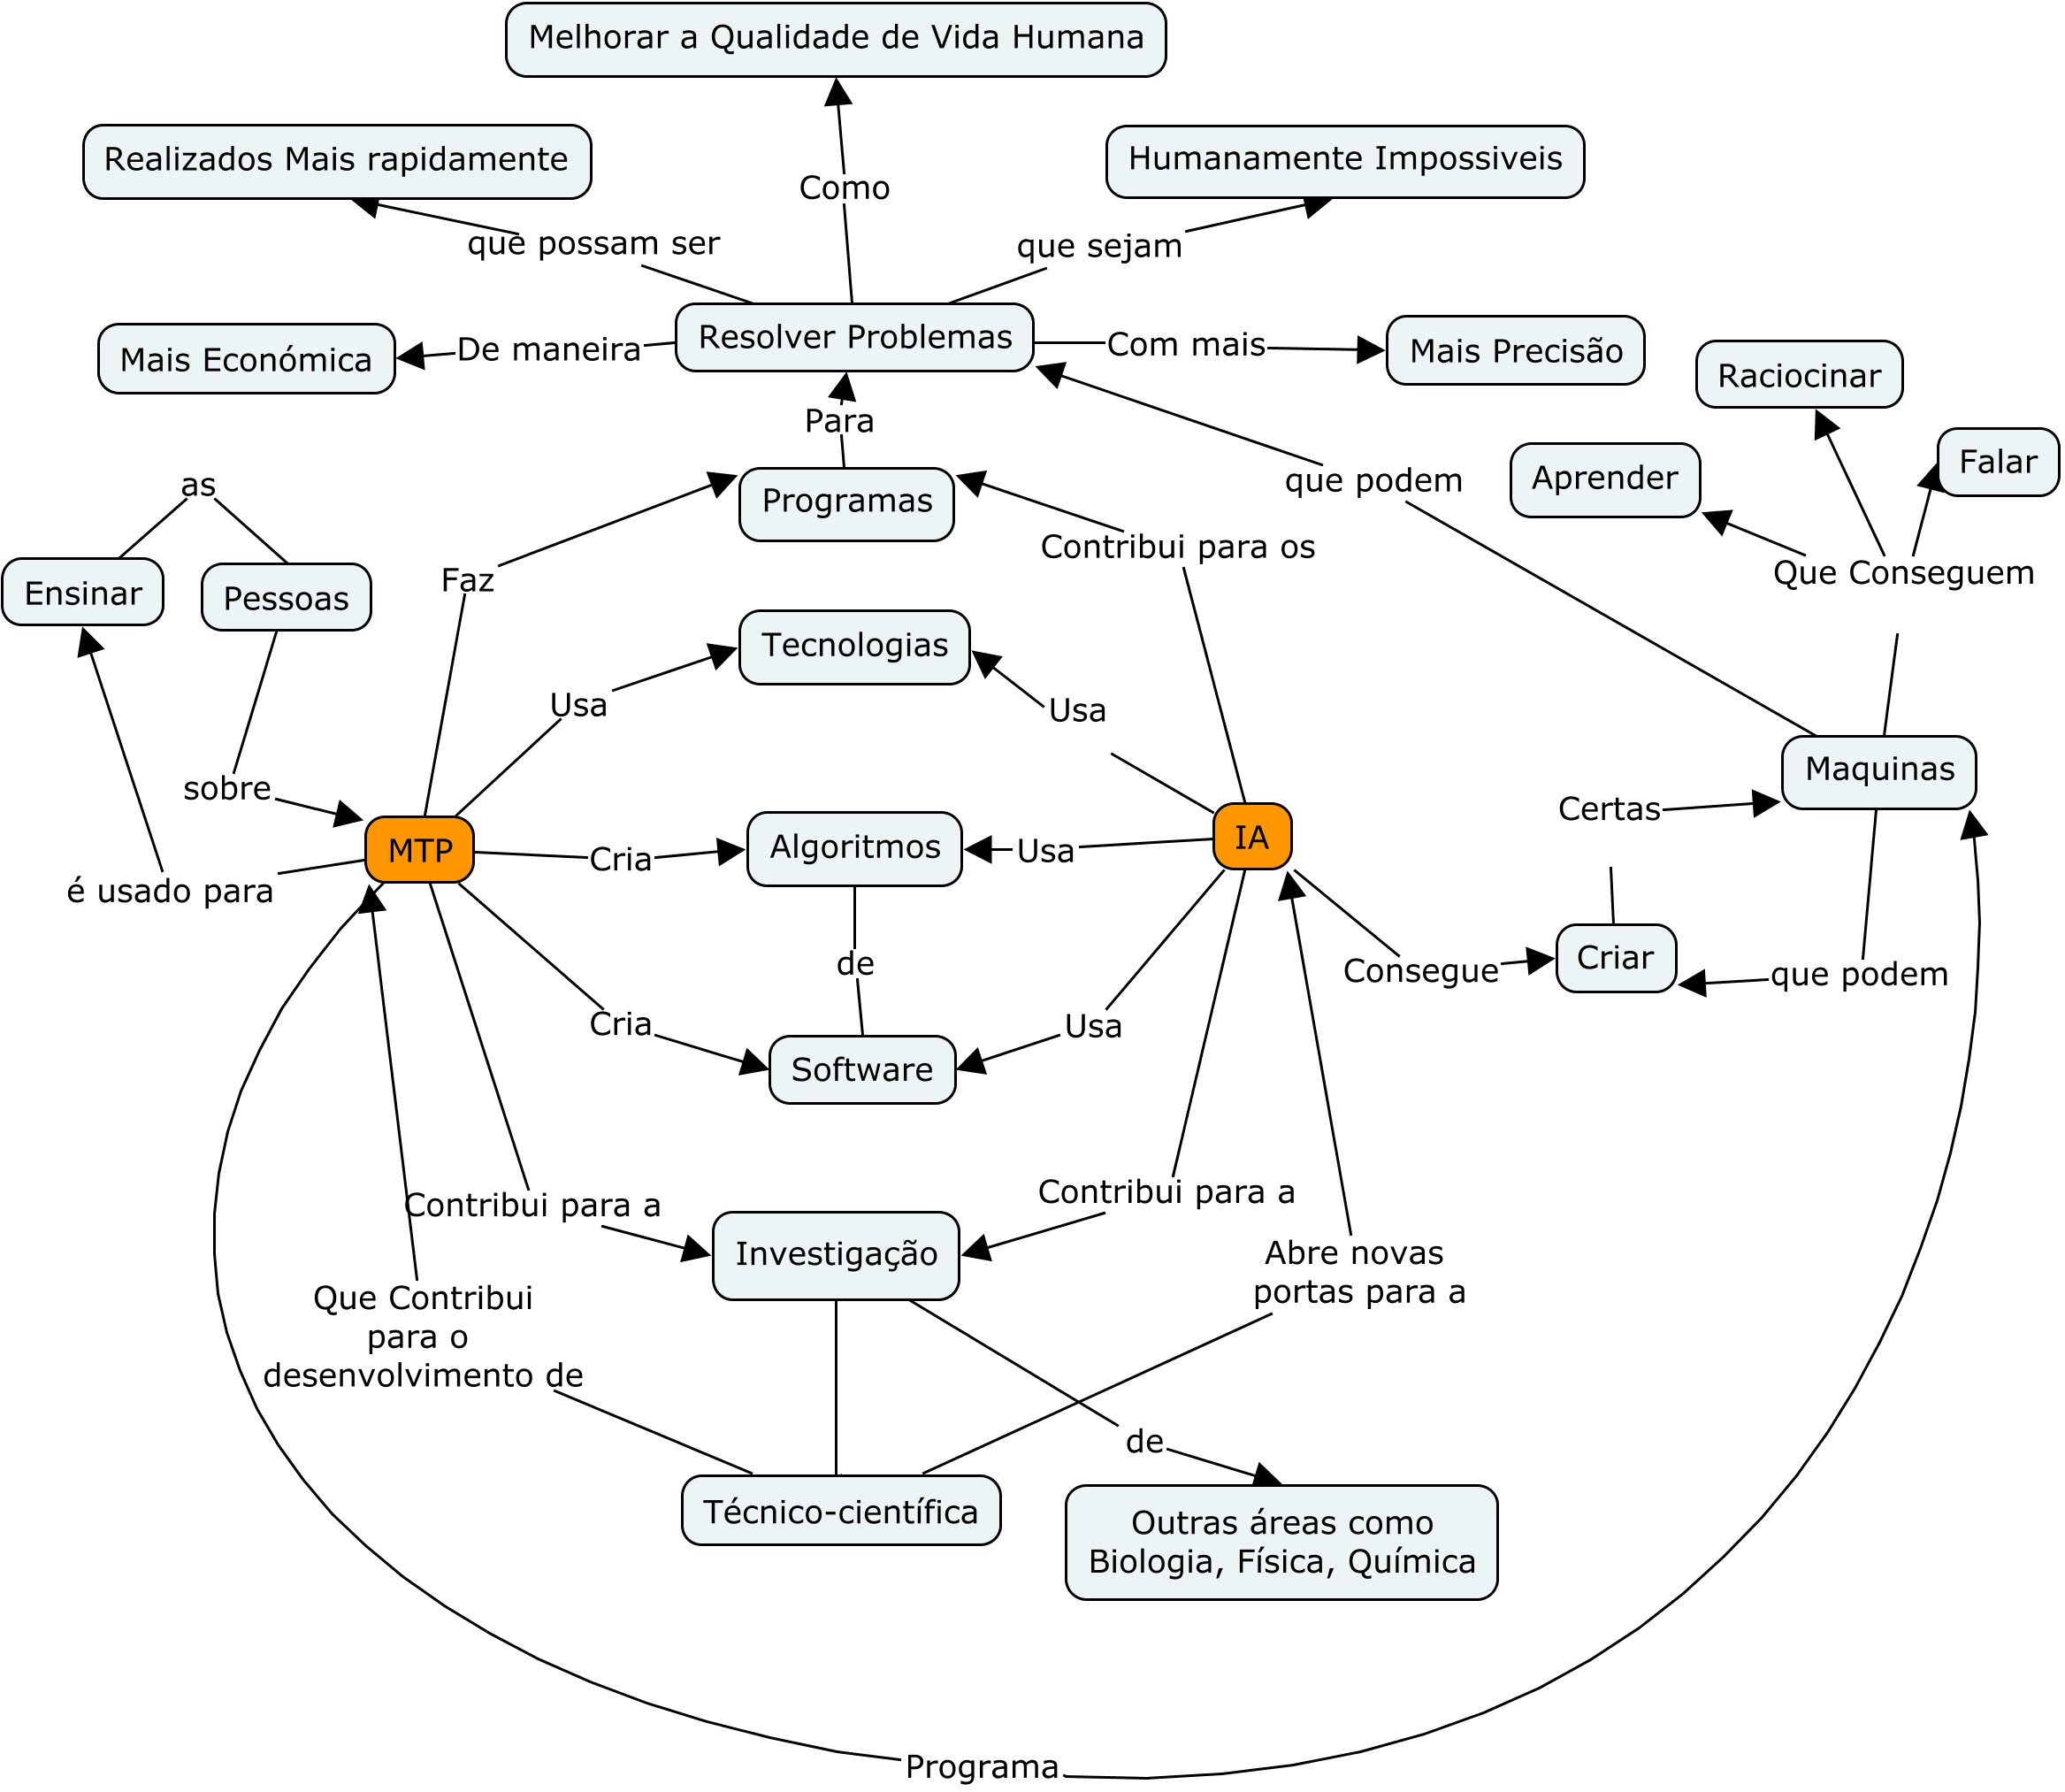 Melhorar a Qualidade de Vida Humana
Realizados Mais rapidamente
Humanamente Impossiveis
Como
que possam ser
que sejam
Mais Económica
De maneira
Resolver Problemas
Com mais
Mais Precisão
Raciocinar
Para
Falar
Aprender
que podem
as
Programas
Contribui para os
Que Conseguem
Faz
Ensinar
Pessoas
Tecnologias
Usa
Usa
Maquinas
sobre
Certas
MTP
Cria
Algoritmos
Usa
IA
é usado para
de
Criar
Consegue
que podem
Cria
Usa
Software
Contribui para a
Contribui para a
Investigação
Abre novas
portas para a
Que Contribui
para o
desenvolvimento de
de
Técnico-científica
Outras áreas como
Biologia, Física, Química
Programa